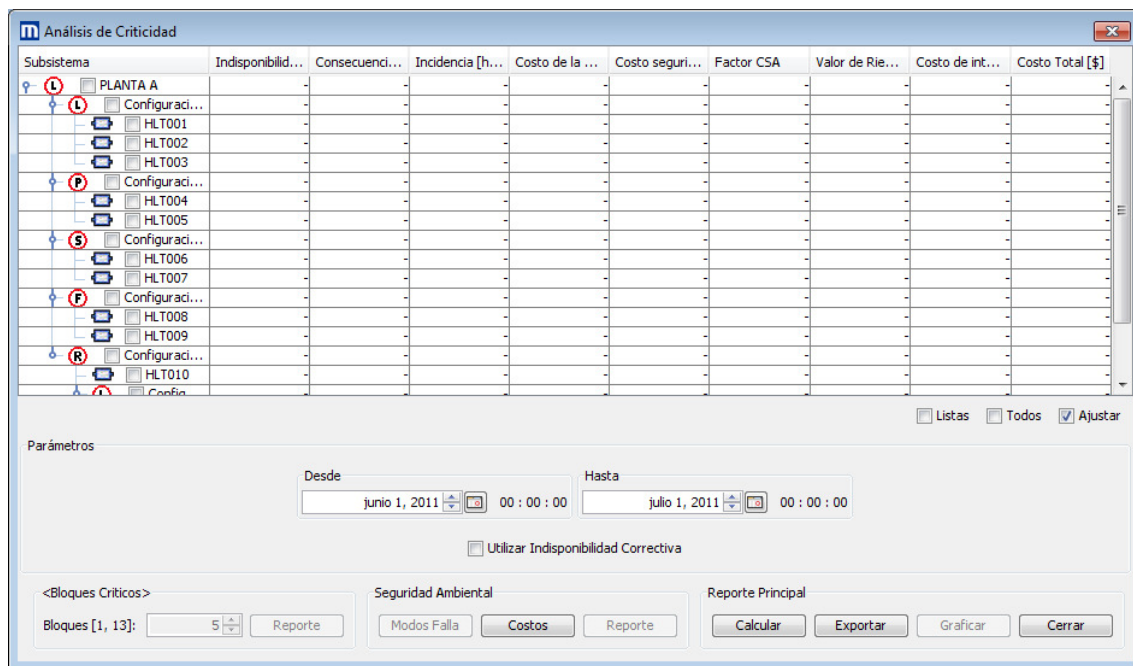 m Análisis de Criticidad
Subsistema Indisponibilid... Consecuenci... Incidencia [h... Costo de la ... Costo seguri... Factor CSA Valor de Rie... Costo de int... Costo Total [$]
L PLANTA A - - - - - - - - -
L Configuraci... - - - - - - - - -
HLT001 - - - - - - - - -
HLT002 - - - - - - - - -
HLT003 - - - - - - - - -
P Configuraci... - - - - - - - - -
HLT004 - - - - - - - - -
HLT005 - - - - - - - - -
S Configuraci... - - - - - - - - -
HLT006 - - - - - - - - -
HLT007 - - - - - - - - -
F Configuraci... - - - - - - - - -
HLT008 - - - - - - - - -
HLT009 - - - - - - - - -
R Configuraci... - - - - - - - - -
HLT010 - - - - - - - - -
Listas Todos Ajustar
Parámetros
Desde Hasta
junio 1, 2011 00 : 00 : 00 julio 1, 2011 00 : 00 : 00
Utilizar Indisponibilidad Correctiva
<Bloques Criticos> Seguridad Ambiental Reporte Principal
Bloques [1, 13]: 5 Reporte Modos Falla Costos Reporte Calcular Exportar Graficar Cerrar